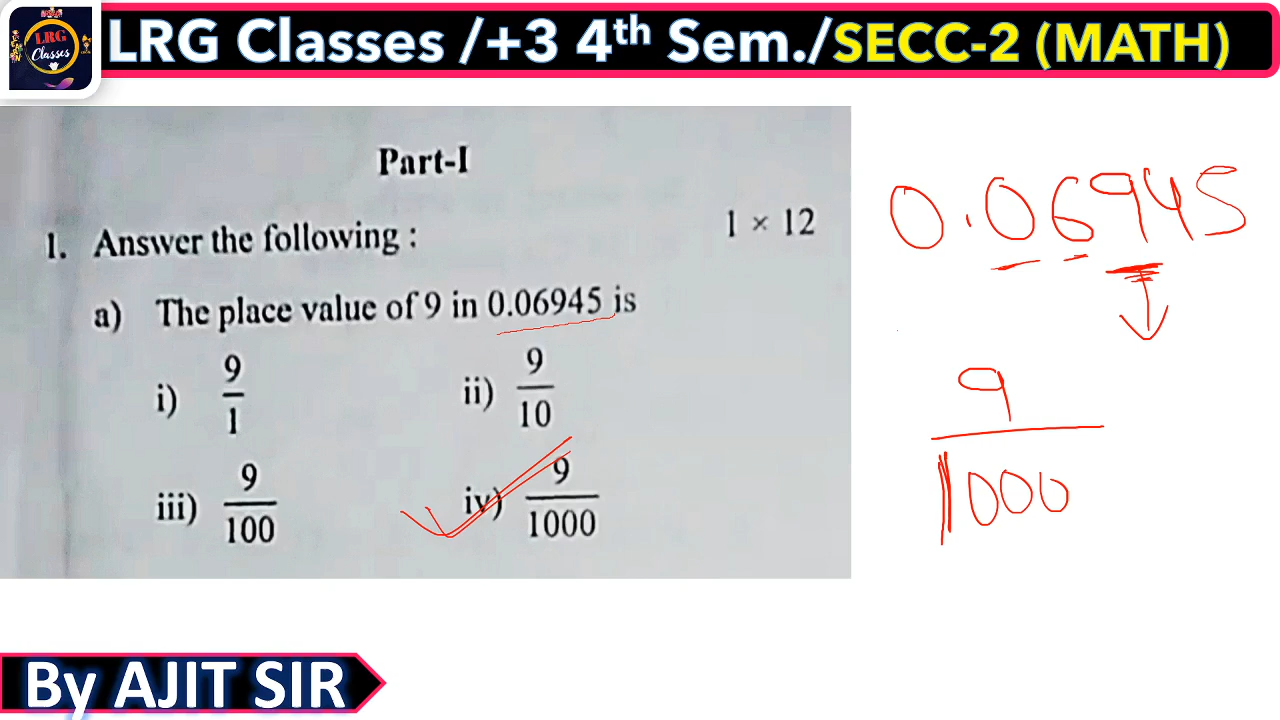 LRG Classes
LRG Classes /+3 4th Sem./SECC-2 (MATH)
Part-I
1. Answer the following : 1 × 12
a) The place value of 9 in 0.06945 is
i) 9/1 ii) 9/10
iii) 9/100 iv) 9/1000
0.06945
9
1000
By AJIT SIR